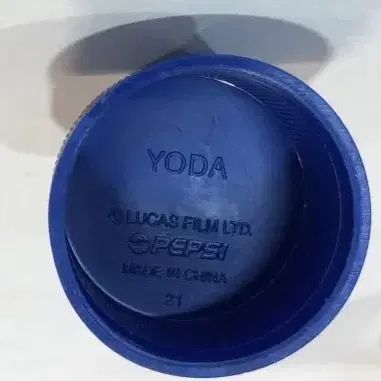 YODA
© LUCAS FILM LTD.
PEPSI
MADE IN CHINA
21